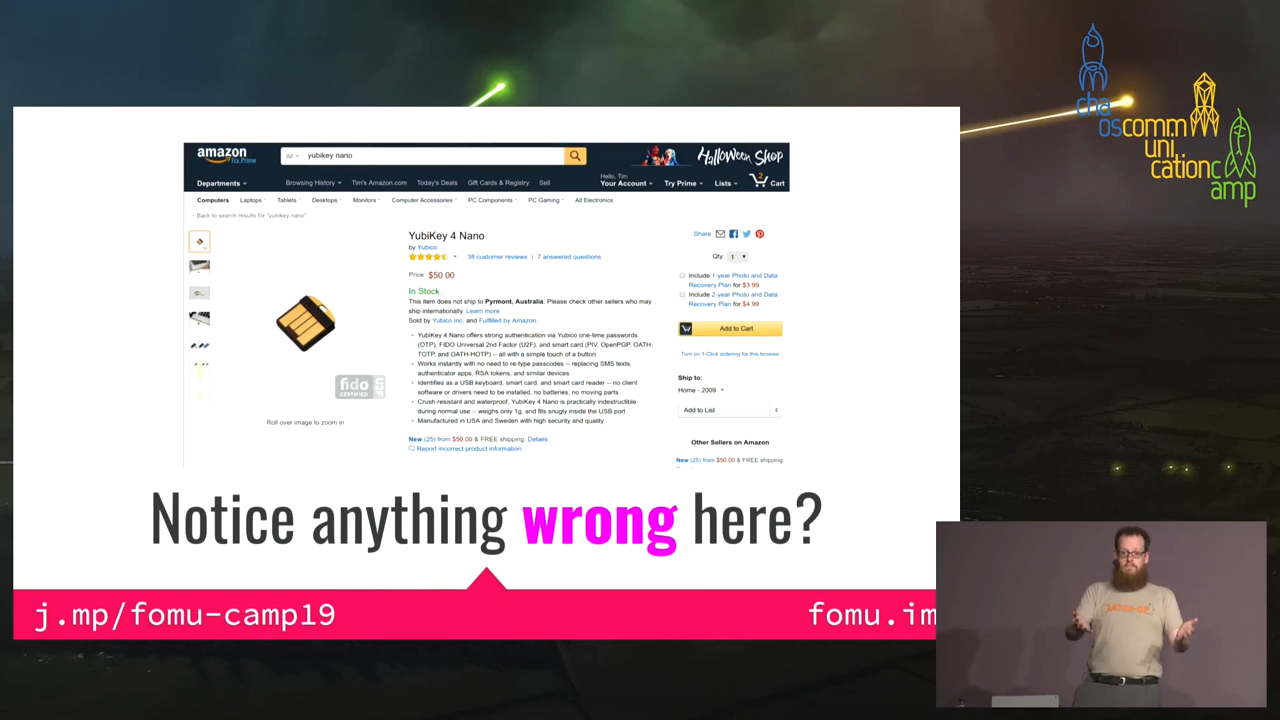 chaos
communi
cationc
amp
amazon
Try Prime
All
yubikey nano
Halloween Shop
Departments
Browsing History
Tim's Amazon.com
Today's Deals
Gift Cards & Registry
Sell
Hello, Tim
Your Account
Try Prime
Lists
2
Cart
Computers
Laptops
Tablets
Desktops
Monitors
Computer Accessories
PC Components
PC Gaming
All Electronics
Back to search results for "yubikey nano"
YubiKey 4 Nano
by Yubico
38 customer reviews | 7 answered questions
Price: $50.00
In Stock.
This item does not ship to Pyrmont, Australia. Please check other sellers who may
ship internationally. Learn more
Sold by Yubico Inc. and Fulfilled by Amazon.
• YubiKey 4 Nano offers strong authentication via Yubico one-time passwords
(OTP), FIDO Universal 2nd Factor (U2F), and smart card (PIV, OpenPGP, OATH-
TOTP, and OATH-HOTP) -- all with a simple touch of a button
• Works instantly with no need to re-type passcodes -- replacing SMS texts,
authenticator apps, RSA tokens, and similar devices
• Identifies as a USB keyboard, smart card, and smart card reader -- no client
software or drivers need to be installed, no batteries, no moving parts
• Crush-resistant and waterproof, YubiKey 4 Nano is practically indestructible
during normal use -- weighs only 1g, and fits snugly inside the USB port
• Manufactured in USA and Sweden with high security and quality
New (25) from $50.00 & FREE shipping. Details
Report incorrect product information
fido
CERTIFIED
U2F
Roll over image to zoom in
Share
Qty: 1
Include 1-year Photo and Data
Recovery Plan for $3.99
Include 2-year Photo and Data
Recovery Plan for $4.99
Add to Cart
Turn on 1-Click ordering for this browser
Ship to:
Home - 2009
Add to List
Other Sellers on Amazon
New (25) from $50.00 & FREE shipping
Notice anything wrong here?
j.mp/fomu-camp19
fomu.im
LATCH-UP